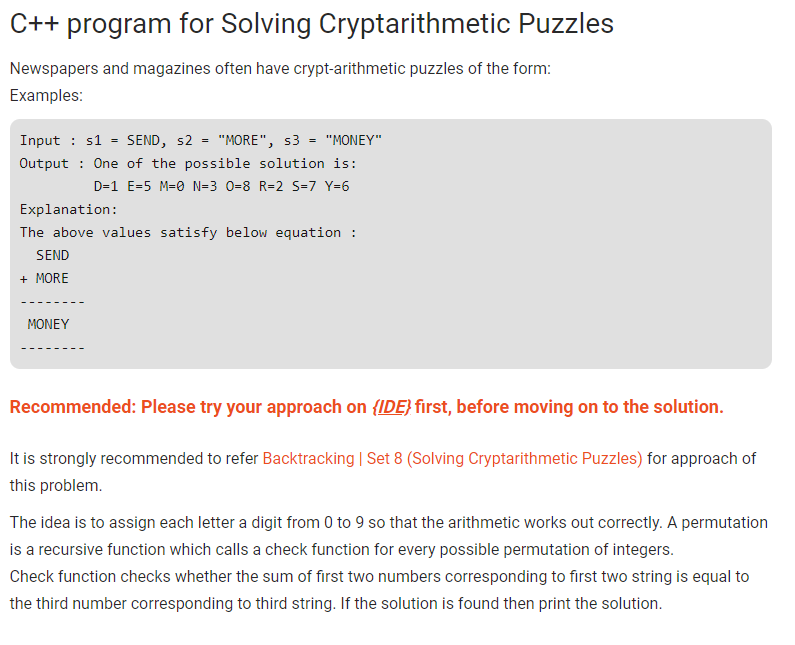 C++ program for Solving Cryptarithmetic Puzzles
Newspapers and magazines often have crypt-arithmetic puzzles of the form:
Examples:
Input : s1 = SEND, s2 = "MORE", s3 = "MONEY"
Output : One of the possible solution is:
D=1 E=5 M=0 N=3 O=8 R=2 S=7 Y=6
Explanation:
The above values satisfy below equation :
SEND
+ MORE
--------
MONEY
--------
Recommended: Please try your approach on {IDE} first, before moving on to the solution.
It is strongly recommended to refer Backtracking | Set 8 (Solving Cryptarithmetic Puzzles) for approach of
this problem.
The idea is to assign each letter a digit from 0 to 9 so that the arithmetic works out correctly. A permutation
is a recursive function which calls a check function for every possible permutation of integers.
Check function checks whether the sum of first two numbers corresponding to first two string is equal to
the third number corresponding to third string. If the solution is found then print the solution.